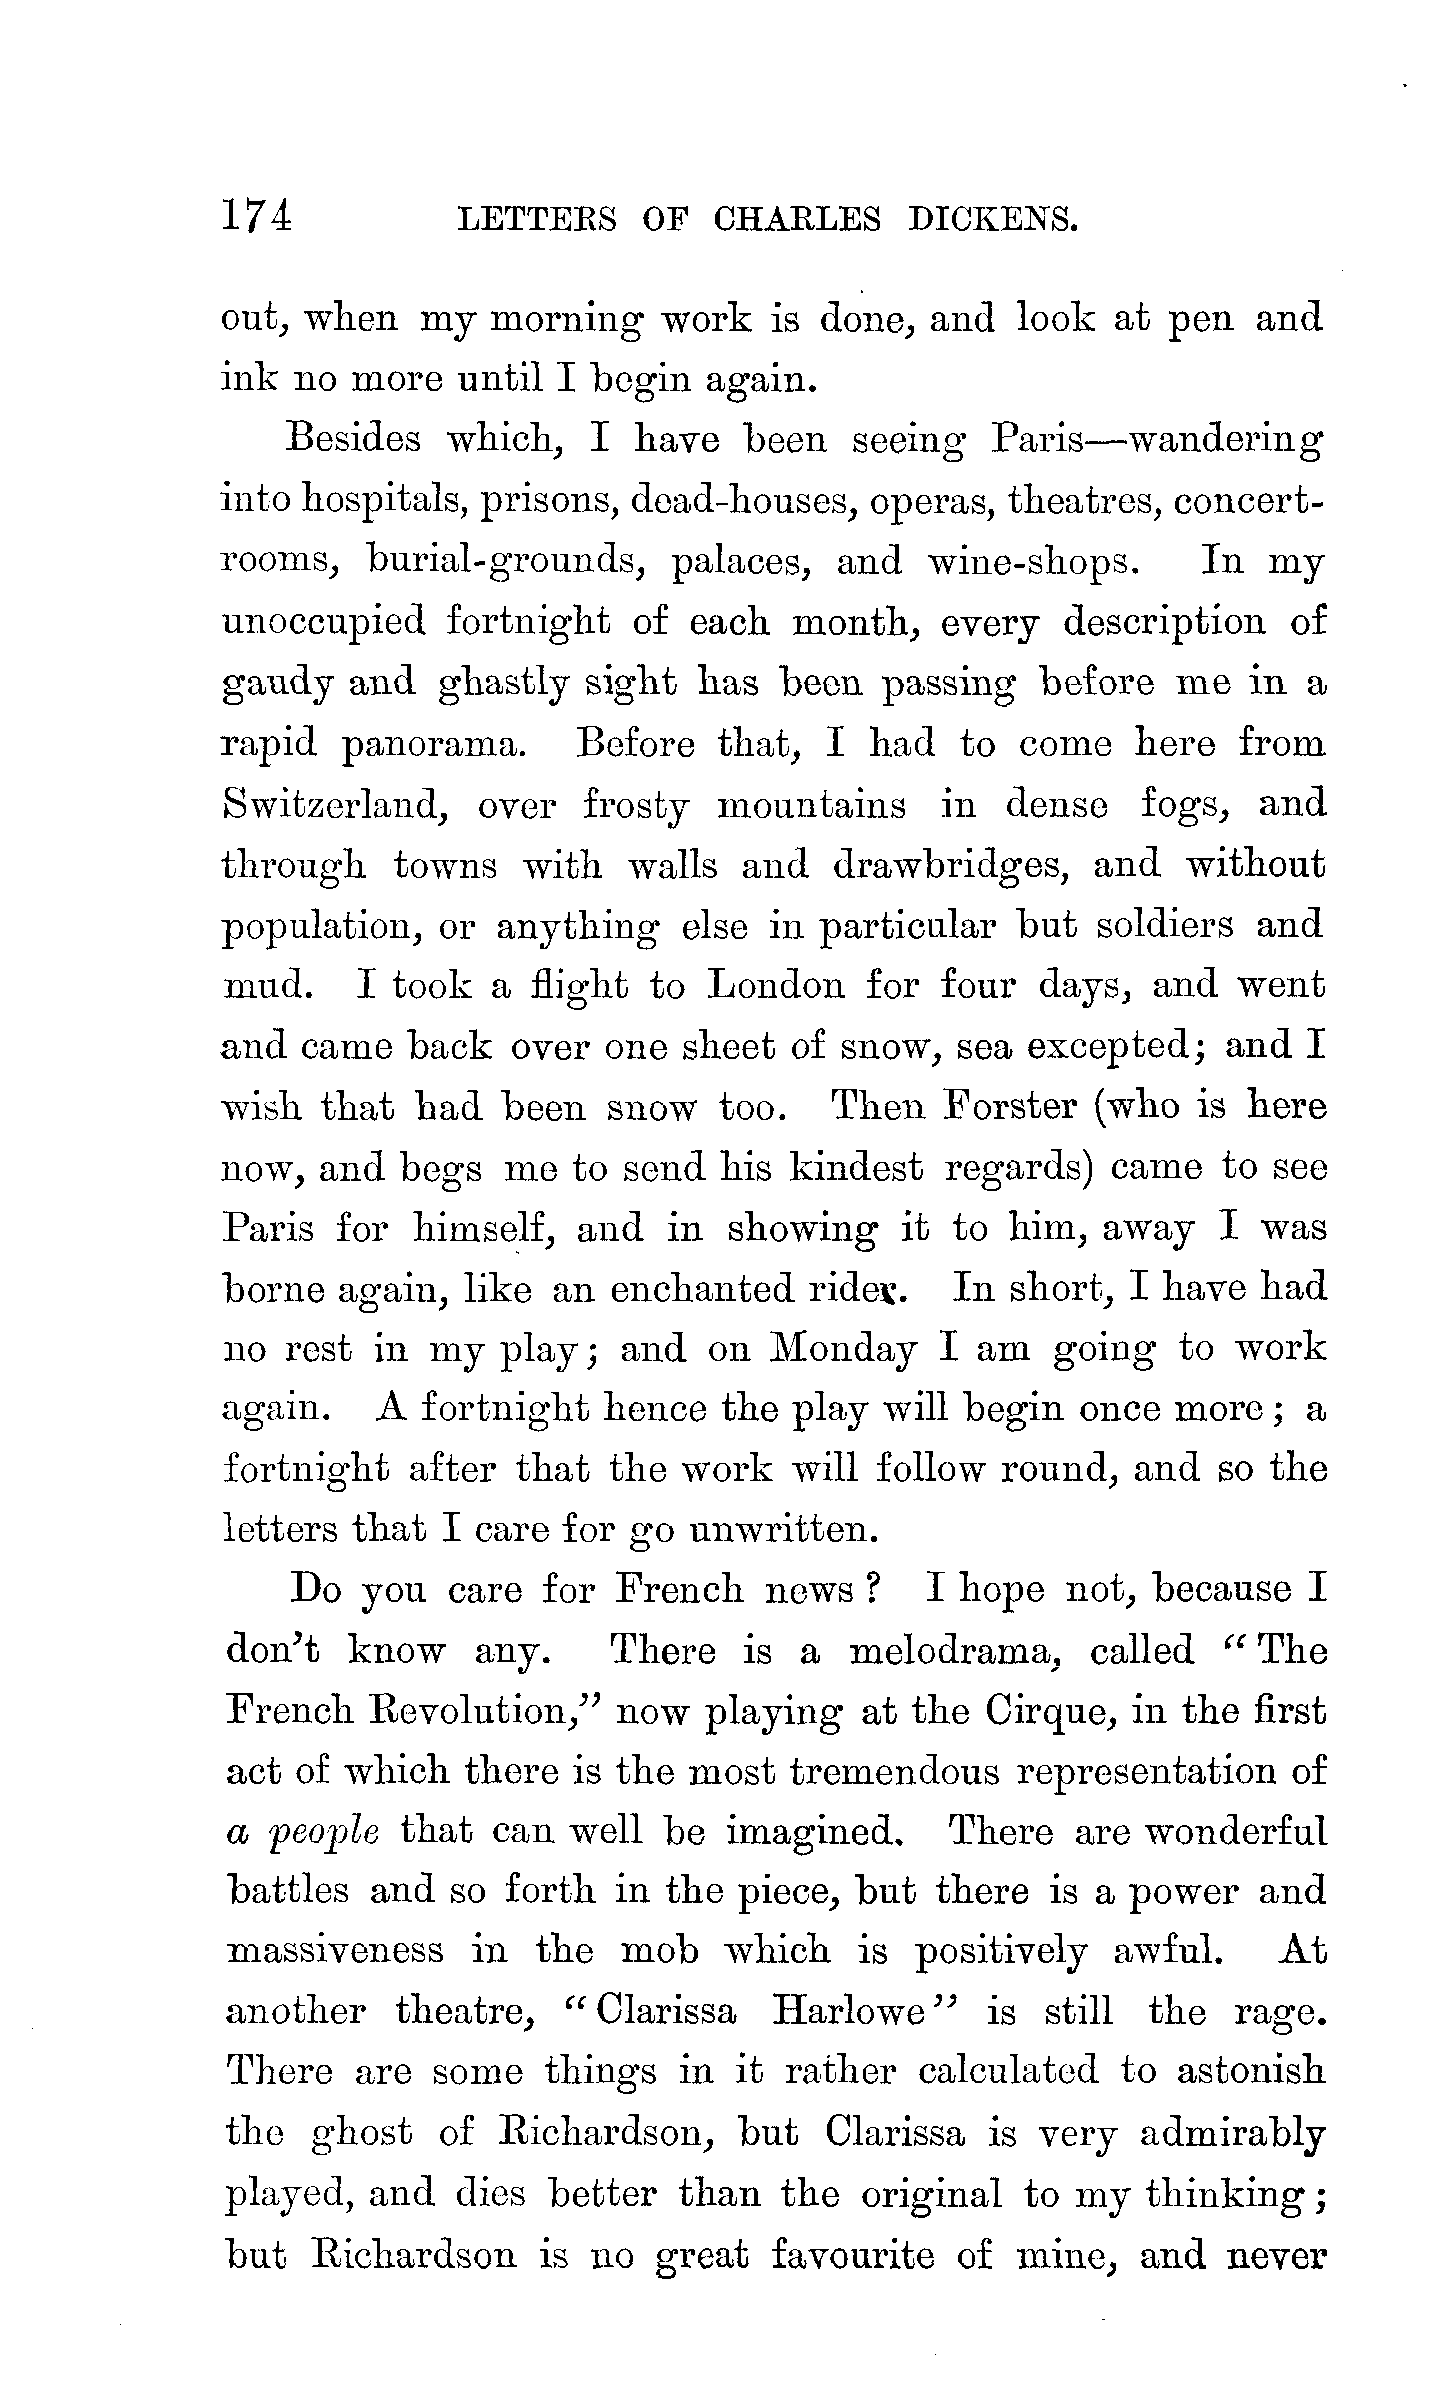 174 LETTERS OF CHARLES DICKENS.
out, when my morning work is done, and look at pen and
ink no more until I begin again.
Besides which, I have been seeing Paris—wandering
into hospitals, prisons, dead-houses, operas, theatres, concert-
rooms, burial-grounds, palaces, and wine-shops. In my
unoccupied fortnight of each month, every description of
gaudy and ghastly sight has been passing before me in a
rapid panorama. Before that, I had to come here from
Switzerland, over frosty mountains in dense fogs, and
through towns with walls and drawbridges, and without
population, or anything else in particular but soldiers and
mud. I took a flight to London for four days, and went
and came back over one sheet of snow, sea excepted; and I
wish that had been snow too. Then Forster (who is here
now, and begs me to send his kindest regards) came to see
Paris for himself, and in showing it to him, away I was
borne again, like an enchanted rider. In short, I have had
no rest in my play; and on Monday I am going to work
again. A fortnight hence the play will begin once more; a
fortnight after that the work will follow round, and so the
letters that I care for go unwritten.
Do you care for French news? I hope not, because I
don't know any. There is a melodrama, called "The
French Revolution," now playing at the Cirque, in the first
act of which there is the most tremendous representation of
a people that can well be imagined. There are wonderful
battles and so forth in the piece, but there is a power and
massiveness in the mob which is positively awful. At
another theatre, "Clarissa Harlowe" is still the rage.
There are some things in it rather calculated to astonish
the ghost of Richardson, but Clarissa is very admirably
played, and dies better than the original to my thinking;
but Richardson is no great favourite of mine, and never